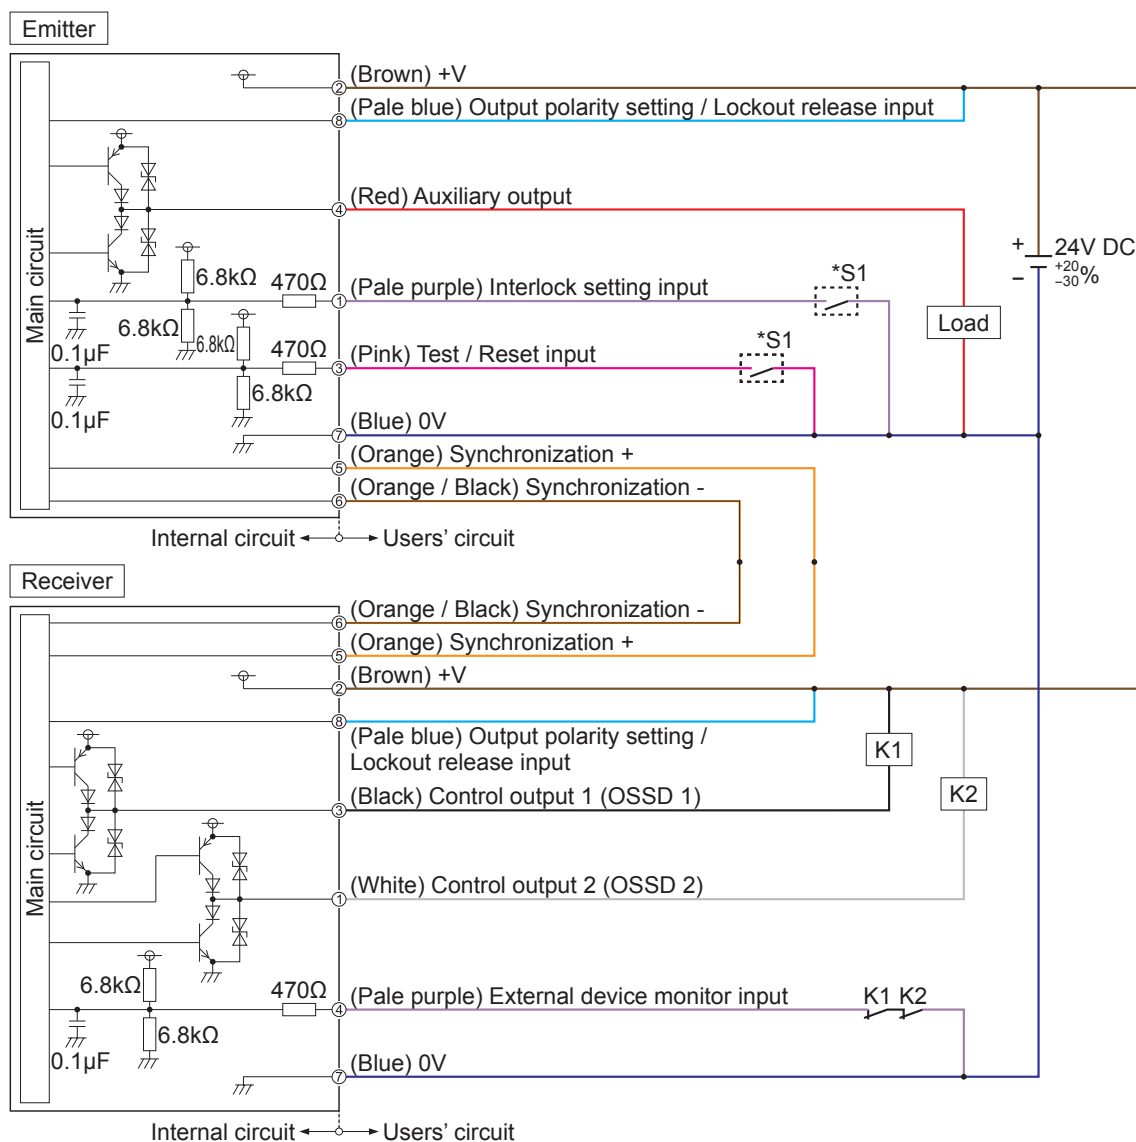 Emitter
(Brown) +V
②
(Pale blue) Output polarity setting / Lockout release input
⑧
(Red) Auxiliary output
④
Main circuit
24V DC
+
−
+20
−30 %
6.8kΩ
470Ω
(Pale purple) Interlock setting input
①
*S1
Load
0.1µF
6.8kΩ
6.8kΩ
470Ω
(Pink) Test / Reset input
③
*S1
0.1µF
6.8kΩ
(Blue) 0V
⑦
(Orange) Synchronization +
⑤
(Orange / Black) Synchronization -
⑥
Internal circuit
Users’ circuit
Receiver
(Orange / Black) Synchronization -
⑥
(Orange) Synchronization +
⑤
(Brown) +V
②
⑧
(Pale blue) Output polarity setting /
Lockout release input
K1
K2
(Black) Control output 1 (OSSD 1)
③
Main circuit
(White) Control output 2 (OSSD 2)
①
6.8kΩ
470Ω
(Pale purple) External device monitor input
④
K1 K2
0.1µF
6.8kΩ
(Blue) 0V
⑦
Internal circuit
Users’ circuit